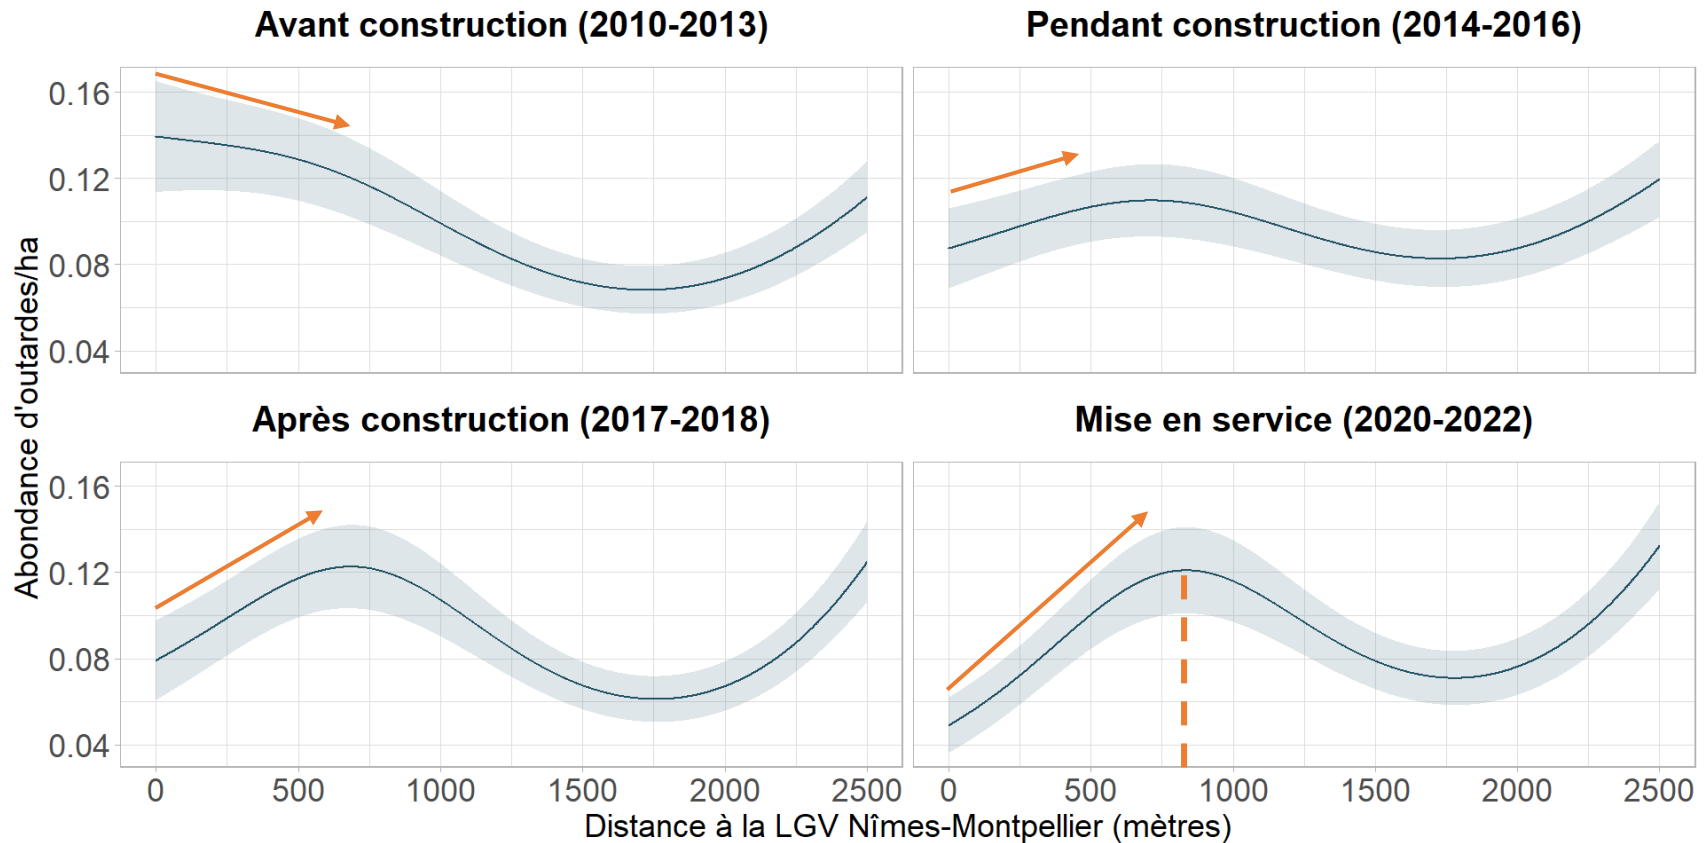 Avant construction (2010-2013)
Pendant construction (2014-2016)
0.16
0.12
0.08
0.04
Abondance d'outardes/ha
Après construction (2017-2018)
Mise en service (2020-2022)
0.16
0.12
0.08
0.04
0 500 1000 1500 2000 2500
0 500 1000 1500 2000 2500
Distance à la LGV Nîmes-Montpellier (mètres)